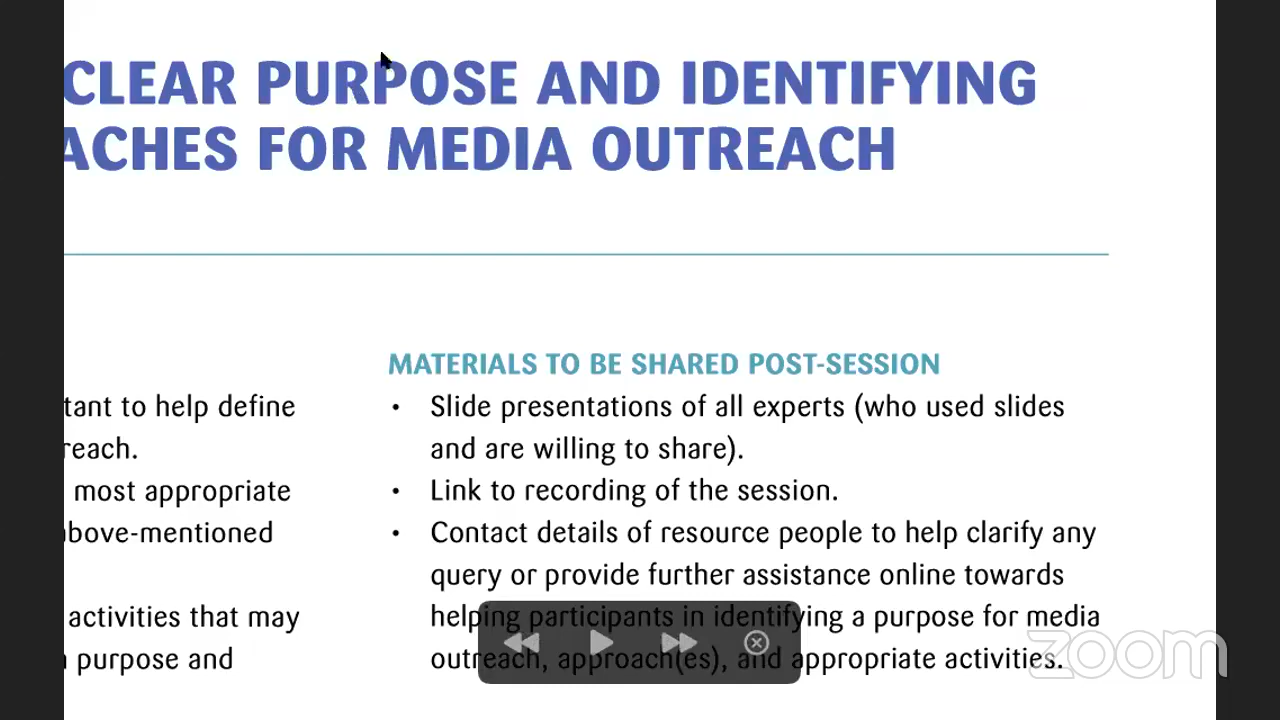 CLEAR PURPOSE AND IDENTIFYING
ACHES FOR MEDIA OUTREACH
tant to help define
reach.
most appropriate
above-mentioned
activities that may
purpose and
MATERIALS TO BE SHARED POST-SESSION
• Slide presentations of all experts (who used slides
and are willing to share).
• Link to recording of the session.
• Contact details of resource people to help clarify any
query or provide further assistance online towards
helping participants in identifying a purpose for media
outreach, approach(es), and appropriate activities.
zoom